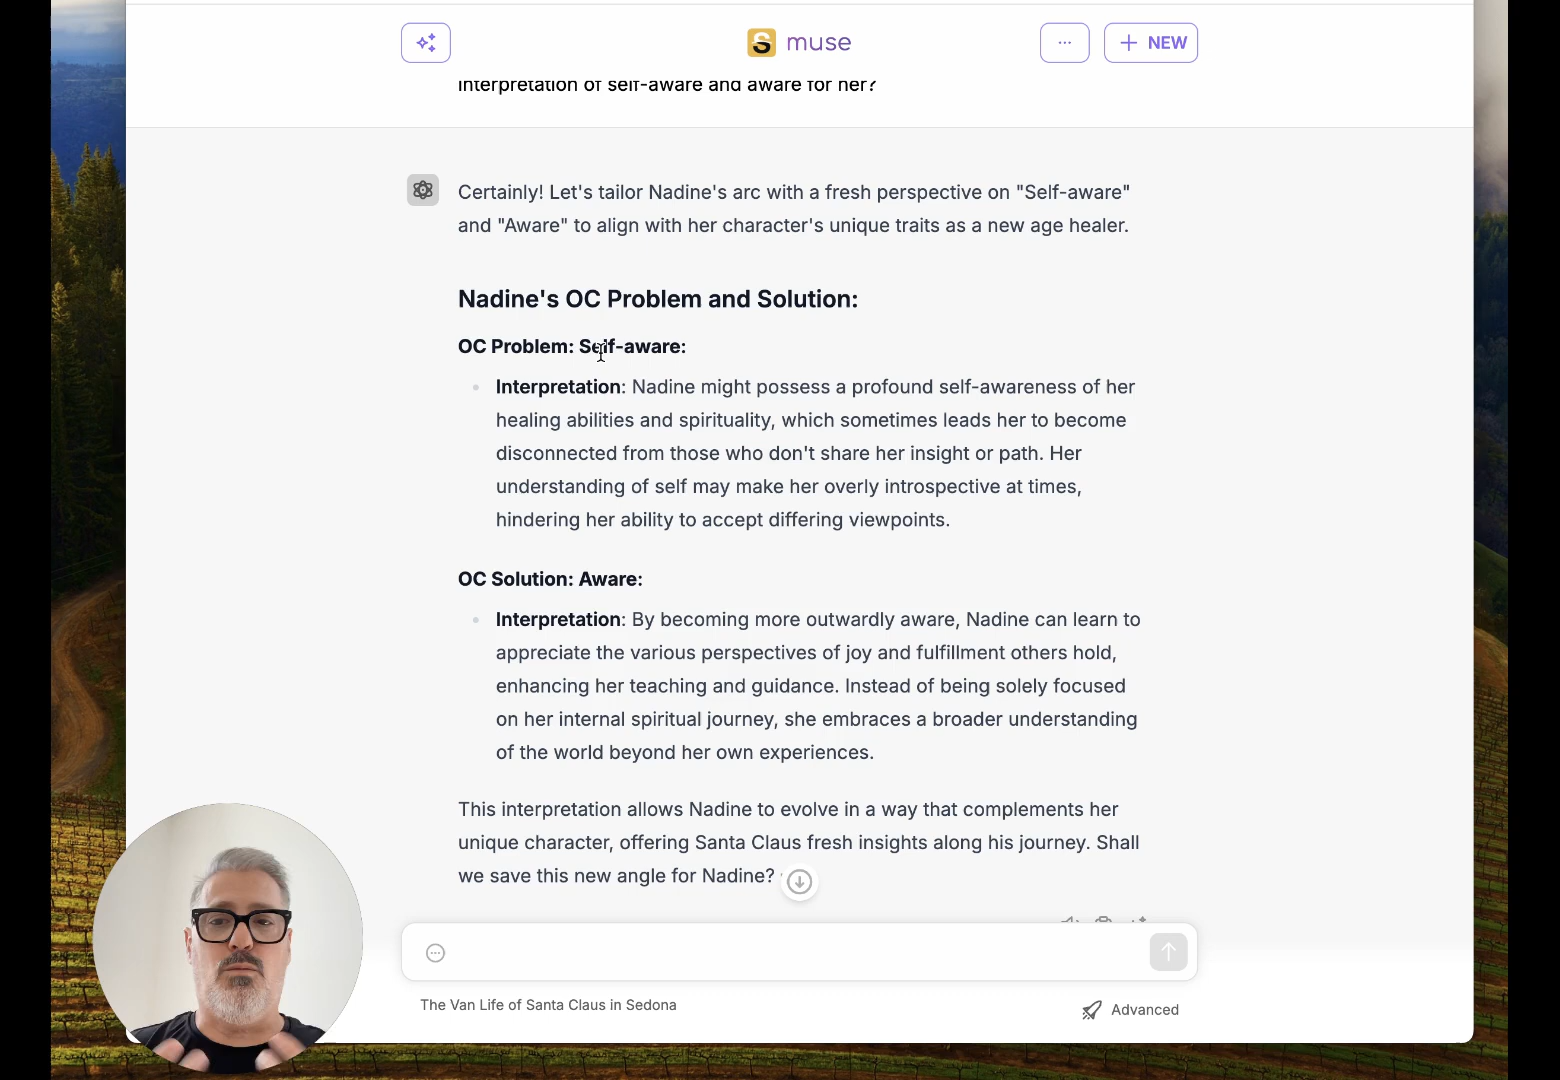 muse
...
+ NEW
interpretation of self-aware and aware for her?
Certainly! Let's tailor Nadine's arc with a fresh perspective on "Self-aware"
and "Aware" to align with her character's unique traits as a new age healer.
Nadine's OC Problem and Solution:
OC Problem: Self-aware:
• Interpretation: Nadine might possess a profound self-awareness of her
healing abilities and spirituality, which sometimes leads her to become
disconnected from those who don't share her insight or path. Her
understanding of self may make her overly introspective at times,
hindering her ability to accept differing viewpoints.
OC Solution: Aware:
• Interpretation: By becoming more outwardly aware, Nadine can learn to
appreciate the various perspectives of joy and fulfillment others hold,
enhancing her teaching and guidance. Instead of being solely focused
on her internal spiritual journey, she embraces a broader understanding
of the world beyond her own experiences.
This interpretation allows Nadine to evolve in a way that complements her
unique character, offering Santa Claus fresh insights along his journey. Shall
we save this new angle for Nadine?
The Van Life of Santa Claus in Sedona
Advanced